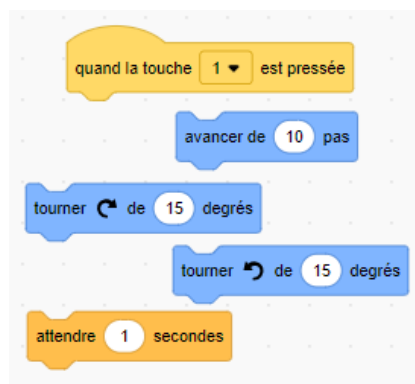 quand la touche 1 est pressée
avancer de 10 pas
tourner de 15 degrés
tourner de 15 degrés
attendre 1 secondes